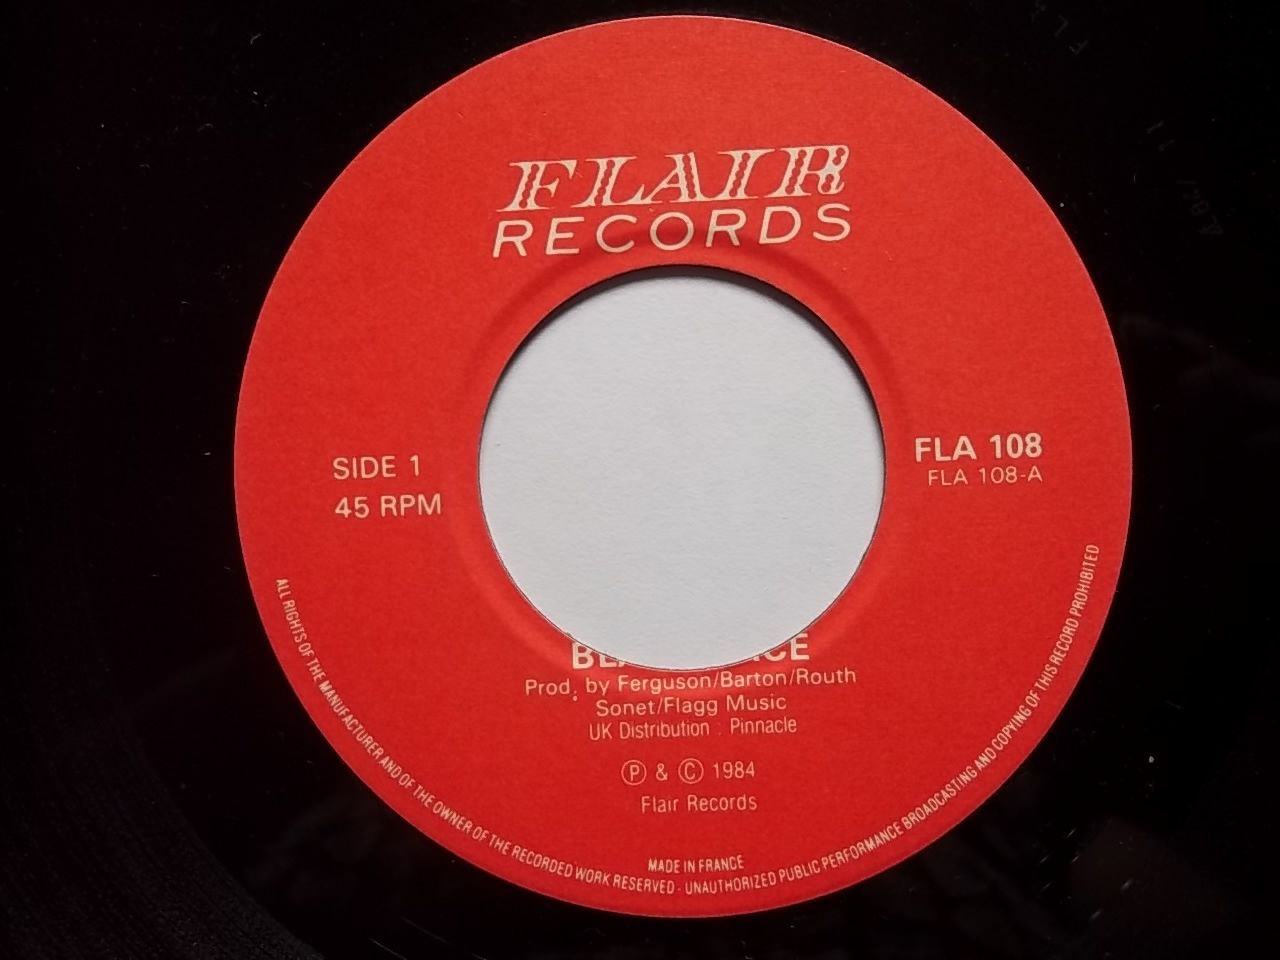 FLAIR
RECORDS
SIDE 1
45 RPM
FLA 108
FLA 108-A
Prod. by Ferguson/Barton/Routh
Sonet/Flagg Music
UK Distribution : Pinnacle
Ⓟ & Ⓒ 1984
Flair Records
MADE IN FRANCE
ALL RIGHTS OF THE MANUFACTURER AND OF THE OWNER OF THE RECORDED WORK RESERVED - UNAUTHORIZED PUBLIC PERFORMANCE BROADCASTING AND COPYING OF THIS RECORD PROHIBITED